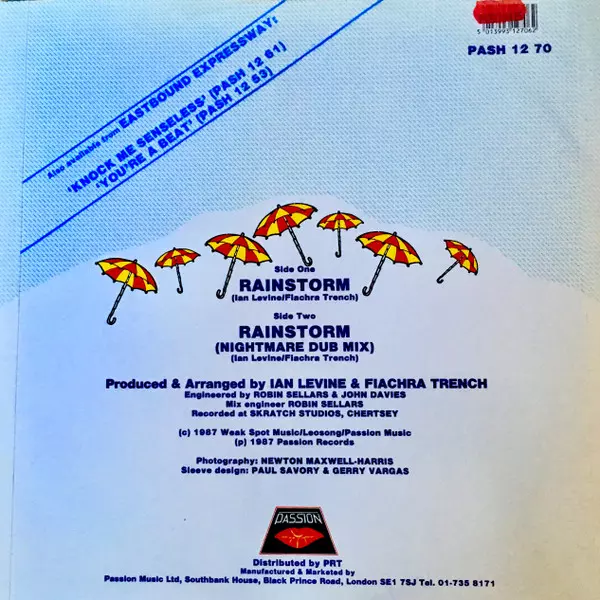 5 013993 127062
PASH 12 70
Also available from EASTBOUND EXPRESSWAY:
'KNOCK ME SENSELESS' (PASH 12 61)
'YOU'RE A BEAT' (PASH 12 53)
Side One
RAINSTORM
(Ian Levine/Fiachra Trench)
Side Two
RAINSTORM
(NIGHTMARE DUB MIX)
(Ian Levine/Fiachra Trench)
Produced & Arranged by IAN LEVINE & FIACHRA TRENCH
Engineered by ROBIN SELLARS & JOHN DAVIES
Mix engineer ROBIN SELLARS
Recorded at SKRATCH STUDIOS, CHERTSEY
(c) 1987 Weak Spot Music/Leosong/Passion Music
(p) 1987 Passion Records
Photography: NEWTON MAXWELL-HARRIS
Sleeve design: PAUL SAVORY & GERRY VARGAS
PASSION
Distributed by PRT
Manufactured & Marketed by
Passion Music Ltd, Southbank House, Black Prince Road, London SE1 7SJ Tel. 01-735 8171